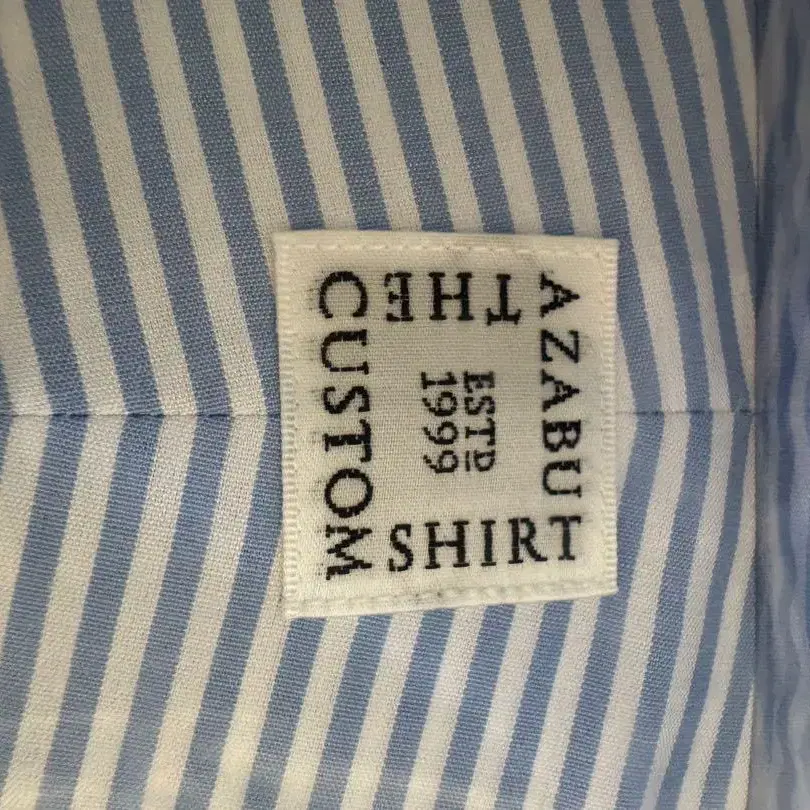 AZABU
THE
CUSTOM
SHIRT
ESTD
1999